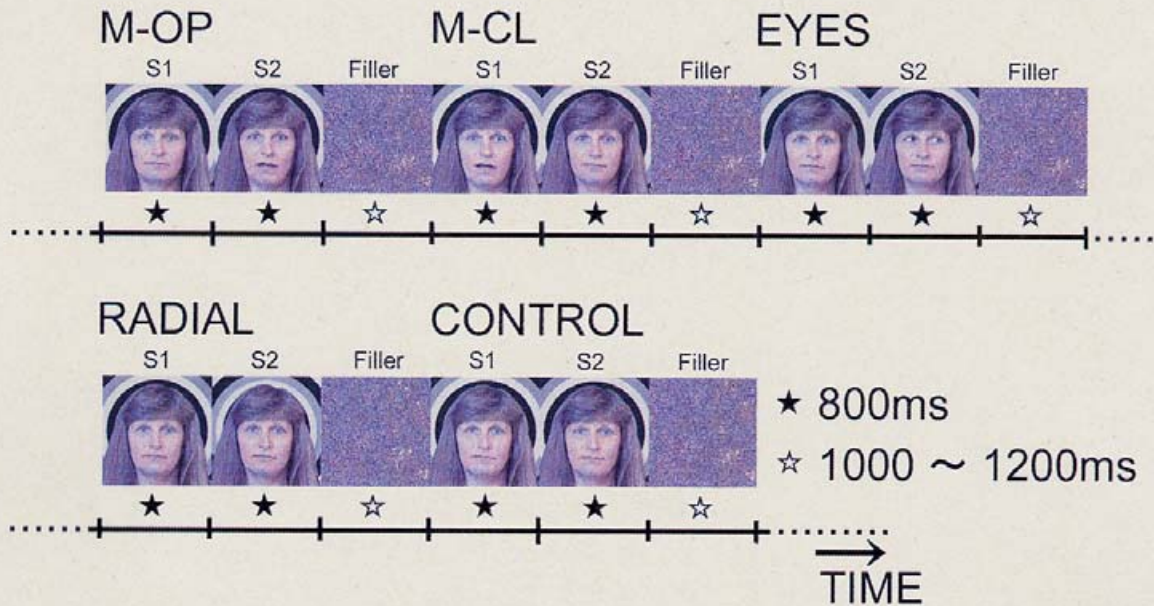 M-OP M-CL EYES
S1 S2 Filler S1 S2 Filler S1 S2 Filler
RADIAL CONTROL
S1 S2 Filler S1 S2 Filler
★ 800ms
☆ 1000 ~ 1200ms
TIME